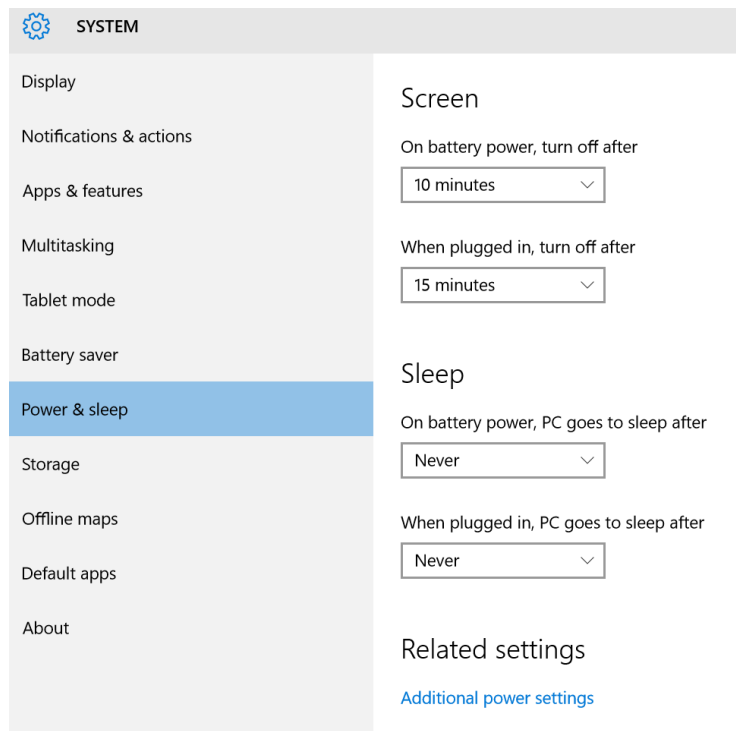 SYSTEM
Display
Notifications & actions
Apps & features
Multitasking
Tablet mode
Battery saver
Power & sleep
Storage
Offline maps
Default apps
About
Screen
On battery power, turn off after
10 minutes
When plugged in, turn off after
15 minutes
Sleep
On battery power, PC goes to sleep after
Never
When plugged in, PC goes to sleep after
Never
Related settings
Additional power settings